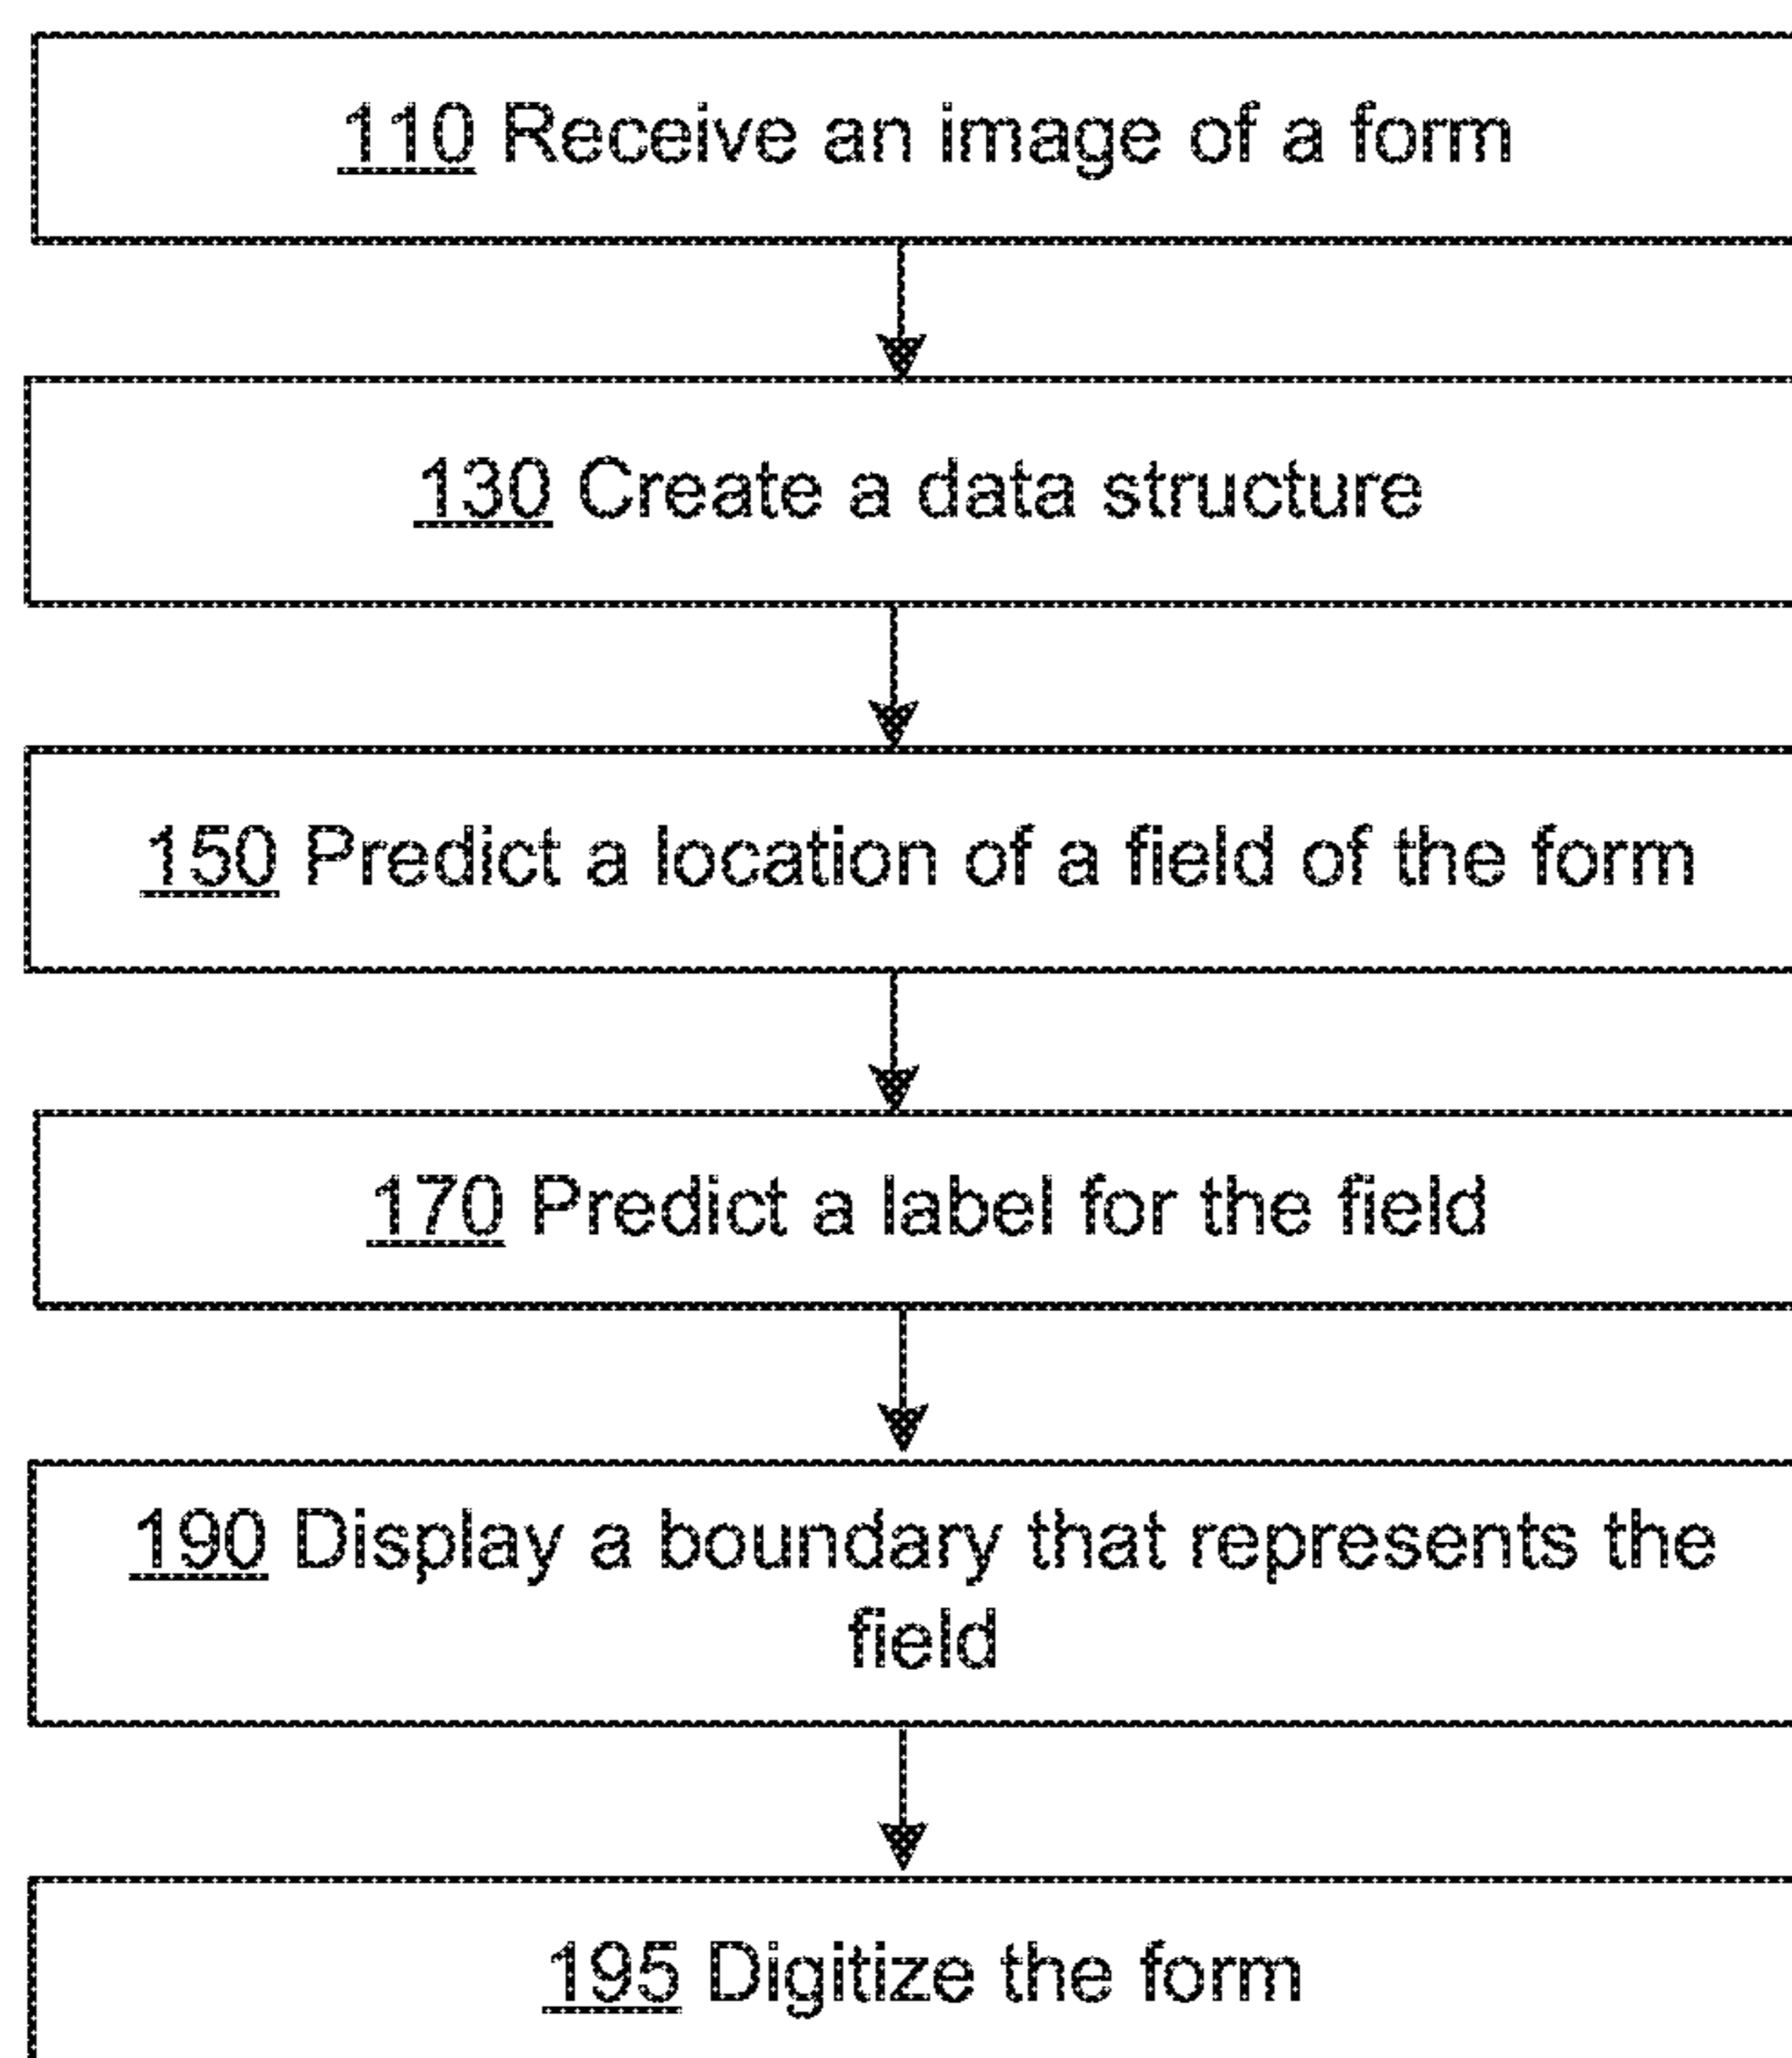 110 Receive an image of a form
130 Create a data structure
150 Predict a location of a field of the form
170 Predict a label for the field
190 Display a boundary that represents the
field
195 Digitize the form